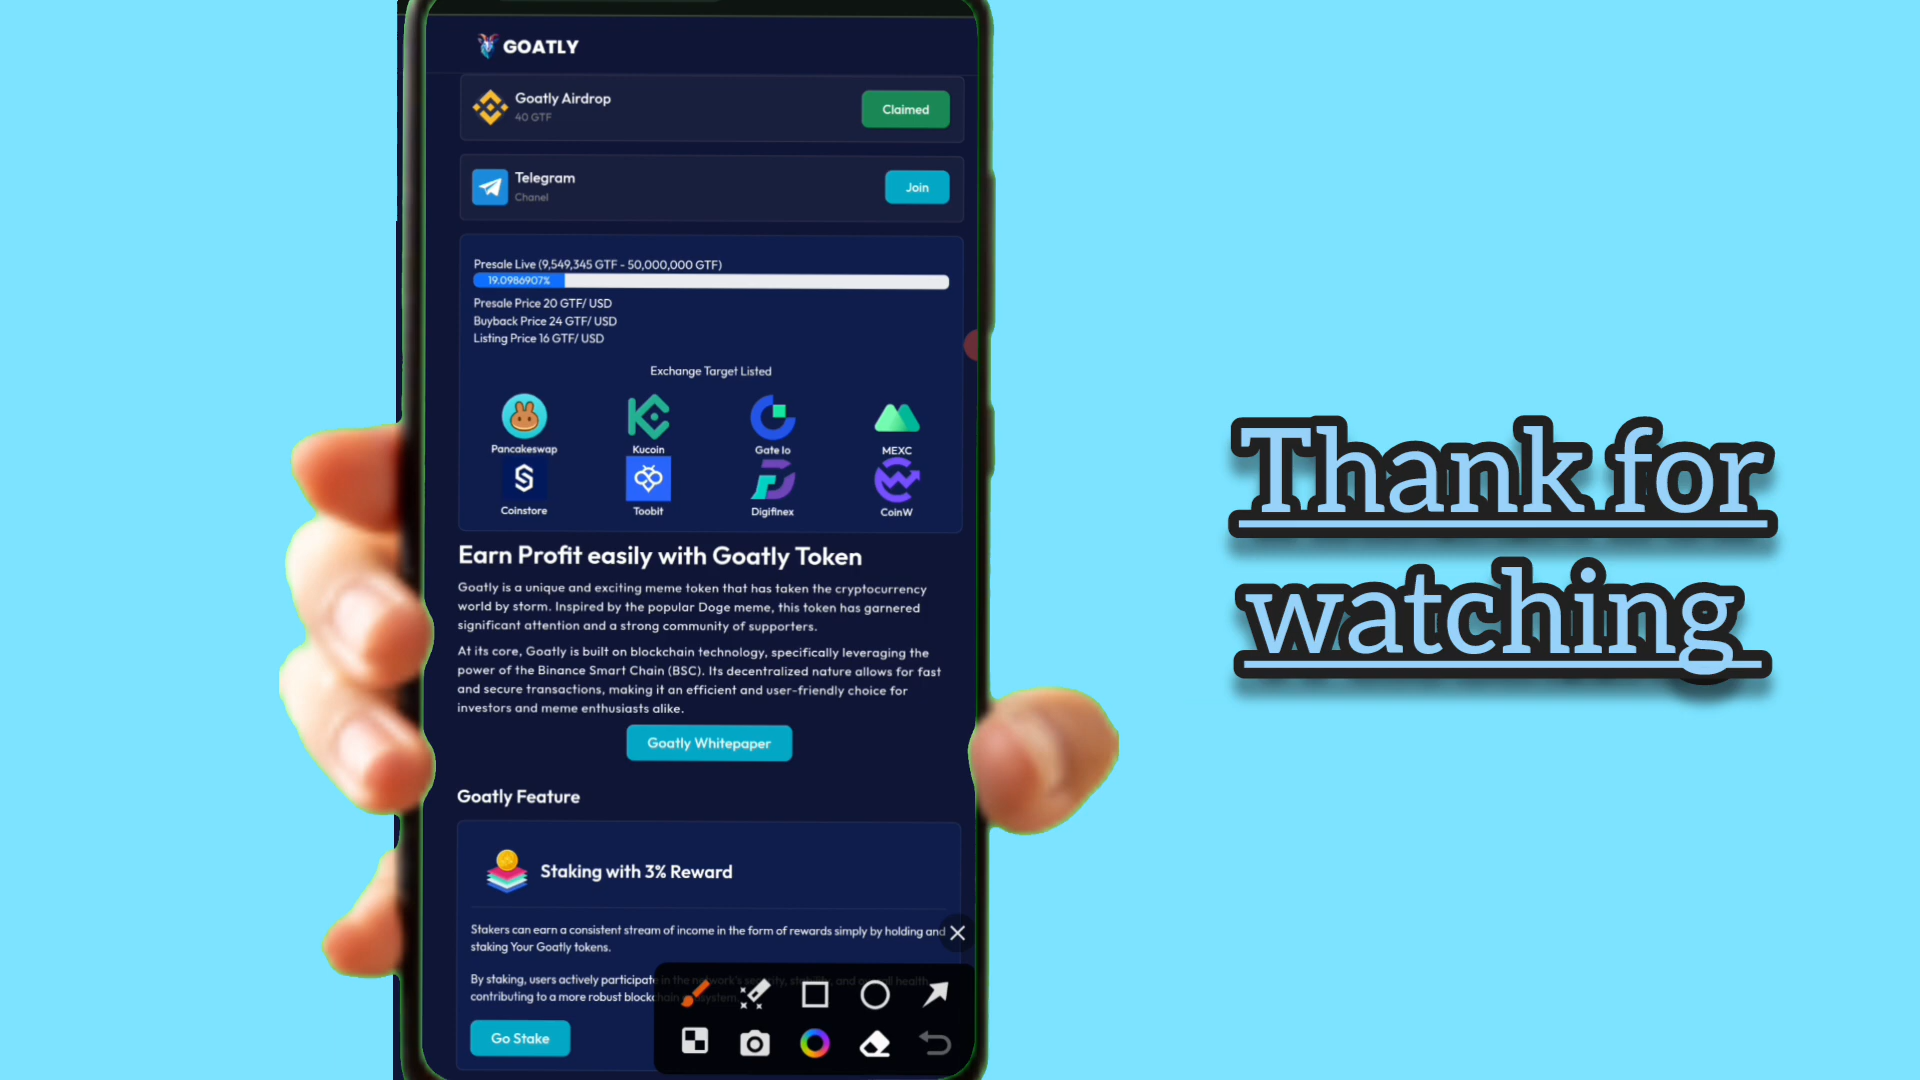 GOATLY
Goatly Airdrop
40 GTF
Claimed
Telegram
Chanel
Join
Presale Live (9,549,345 GTF - 50,000,000 GTF)
19.0986907%
Presale Price 20 GTF/ USD
Buyback Price 24 GTF/ USD
Listing Price 16 GTF/ USD
Exchange Target Listed
Pancakeswap Kucoin Gate Io MEXC
Coinstore Toobit Digifinex CoinW
Earn Profit easily with Goatly Token
Goatly is a unique and exciting meme token that has taken the cryptocurrency
world by storm. Inspired by the popular Doge meme, this token has garnered
significant attention and a strong community of supporters.
At its core, Goatly is built on blockchain technology, specifically leveraging the
power of the Binance Smart Chain (BSC). Its decentralized nature allows for fast
and secure transactions, making it an efficient and user-friendly choice for
investors and meme enthusiasts alike.
Goatly Whitepaper
Goatly Feature
Staking with 3% Reward
Stakers can earn a consistent stream of income in the form of rewards simply by holding and
staking Your Goatly tokens.
By staking, users actively participate in the network's
contributing to a more robust
Go Stake
Thank for
watching